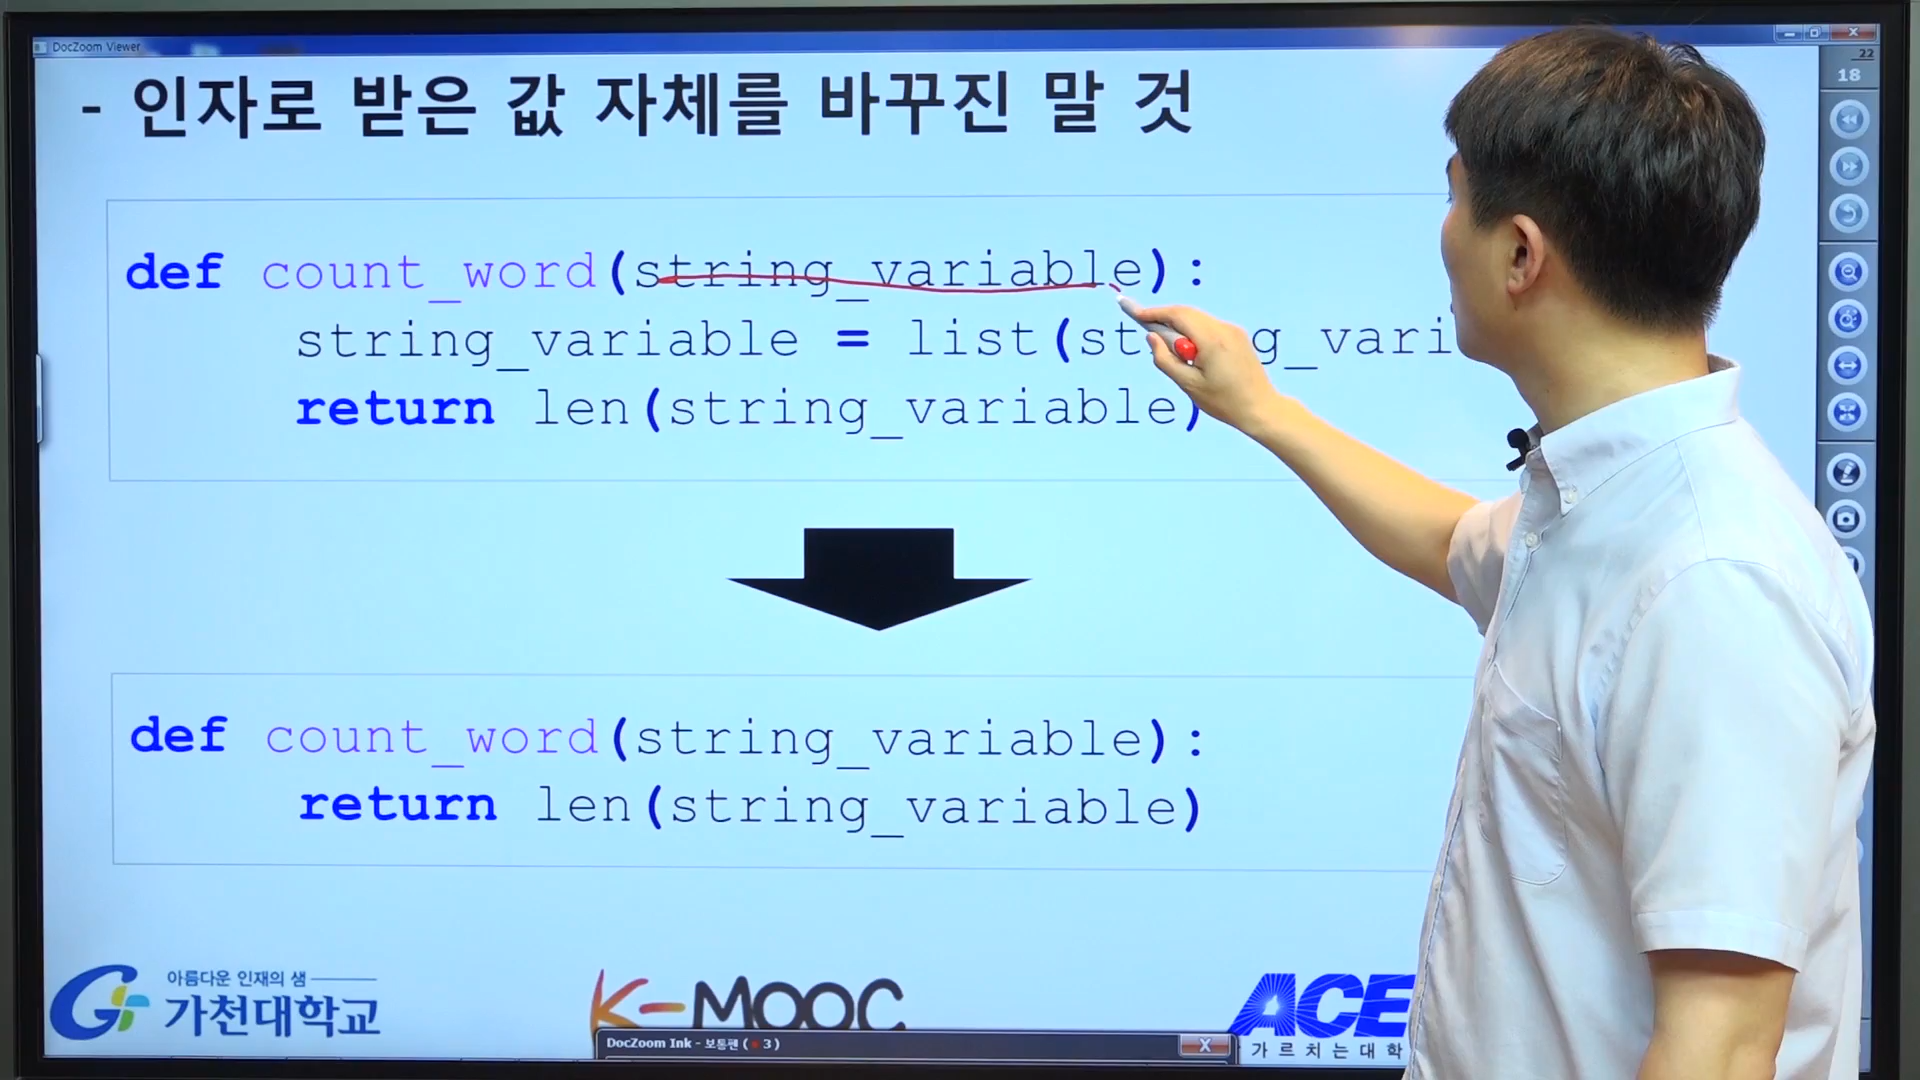 DocZoom Viewer
22
18
- 인자로 받은 값 자체를 바꾸진 말 것
def count_word(string_variable):
string_variable = list(st g_vari
return len(string_variable)
def count_word(string_variable):
return len(string_variable)
아름다운 인재의 샘
가천대학교
K-MOOC
ACE
가르치는대학
DocZoom Ink - 보통펜 ( 3 )